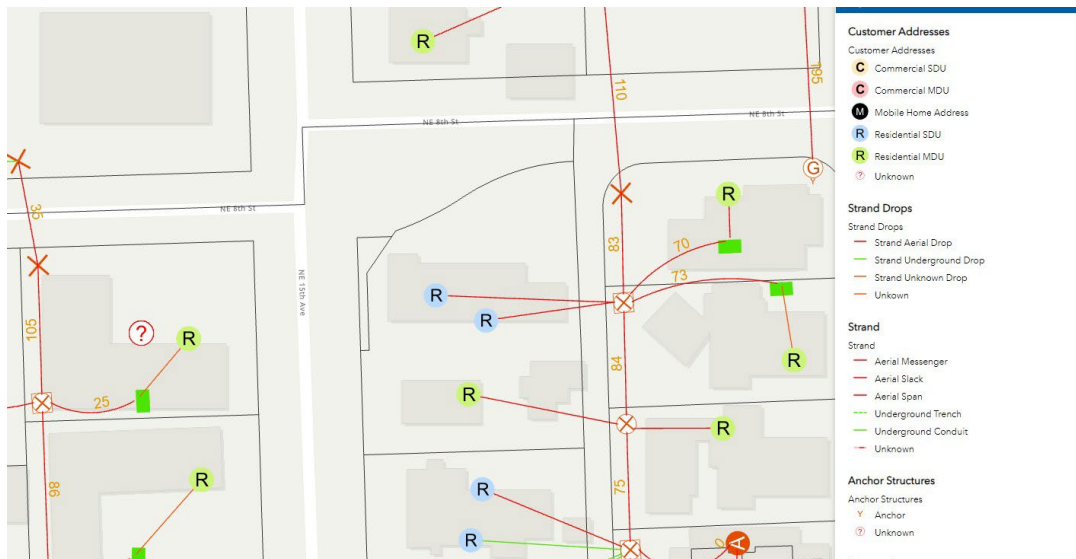 R
110
195
NE 8th St
NE 8th St
G
35
NE 8th St
R
83
70
73
NE 15th Ave
R
R
105
?
R
84
R
25
R
R
R
75
86
R
R
R
A
Customer Addresses
Customer Addresses
C Commercial SDU
C Commercial MDU
M Mobile Home Address
R Residential SDU
R Residential MDU
? Unknown
Strand Drops
Strand Drops
Strand Aerial Drop
Strand Underground Drop
Strand Unknown Drop
Unkown
Strand
Strand
Aerial Messenger
Aerial Slack
Aerial Span
Underground Trench
Underground Conduit
Unknown
Anchor Structures
Anchor Structures
Anchor
? Unknown